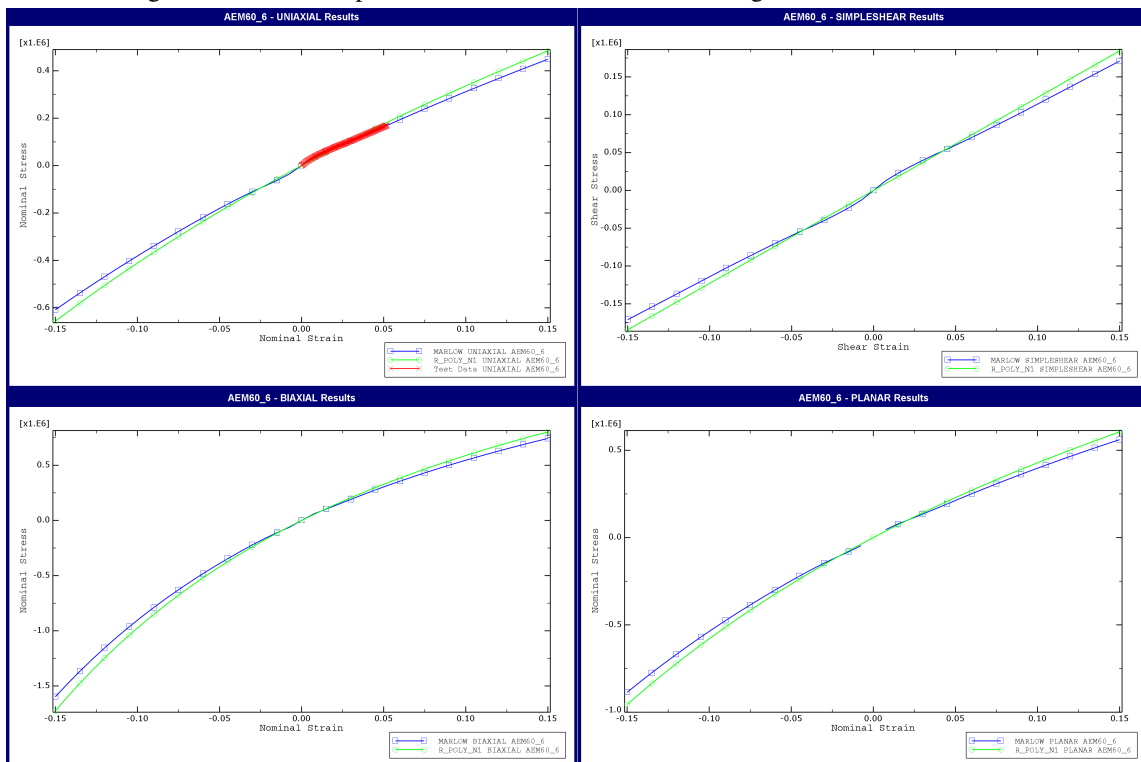 AEM60_6 - UNIAXIAL Results
[x1.E6]
0.4
0.2
0.0
-0.2
-0.4
-0.6
Nominal Stress
-0.15 -0.10 -0.05 0.00 0.05 0.10 0.15
Nominal Strain
MARLOW UNIAXIAL AEM60_6
R_POLY_N1 UNIAXIAL AEM60_6
Test Data UNIAXIAL AEM60_6
AEM60_6 - SIMPLESHEAR Results
[x1.E6]
0.15
0.10
0.05
0.00
-0.05
-0.10
-0.15
Shear Stress
-0.15 -0.10 -0.05 0.00 0.05 0.10 0.15
Shear Strain
MARLOW SIMPLESHEAR AEM60_6
R_POLY_N1 SIMPLESHEAR AEM60_6
AEM60_6 - BIAXIAL Results
[x1.E6]
0.5
0.0
-0.5
-1.0
-1.5
Nominal Stress
-0.15 -0.10 -0.05 0.00 0.05 0.10 0.15
Nominal Strain
MARLOW BIAXIAL AEM60_6
R_POLY_N1 BIAXIAL AEM60_6
AEM60_6 - PLANAR Results
[x1.E6]
0.5
0.0
-0.5
-1.0
Nominal Stress
-0.15 -0.10 -0.05 0.00 0.05 0.10 0.15
Nominal Strain
MARLOW PLANAR AEM60_6
R_POLY_N1 PLANAR AEM60_6